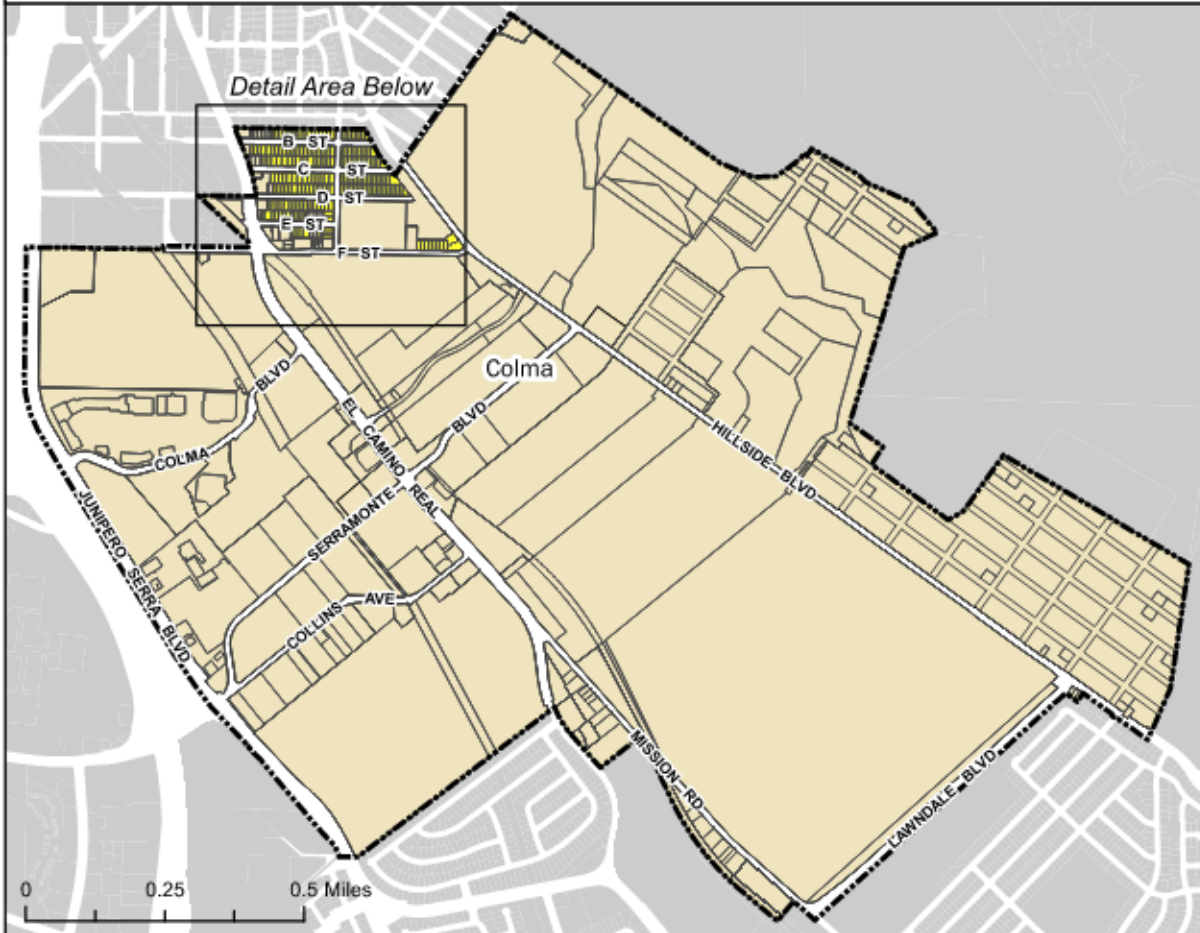 Detail Area Below
B ST
C ST
D ST
E ST
F ST
Colma
BLVD
COLMA
EL CAMINO REAL
BLVD
SERRAMONTE
HILLSIDE BLVD
JUNIPERO SERRA BLVD
COLLINS AVE
MISSION RD
LAWNDALE BLVD
0 0.25 0.5 Miles